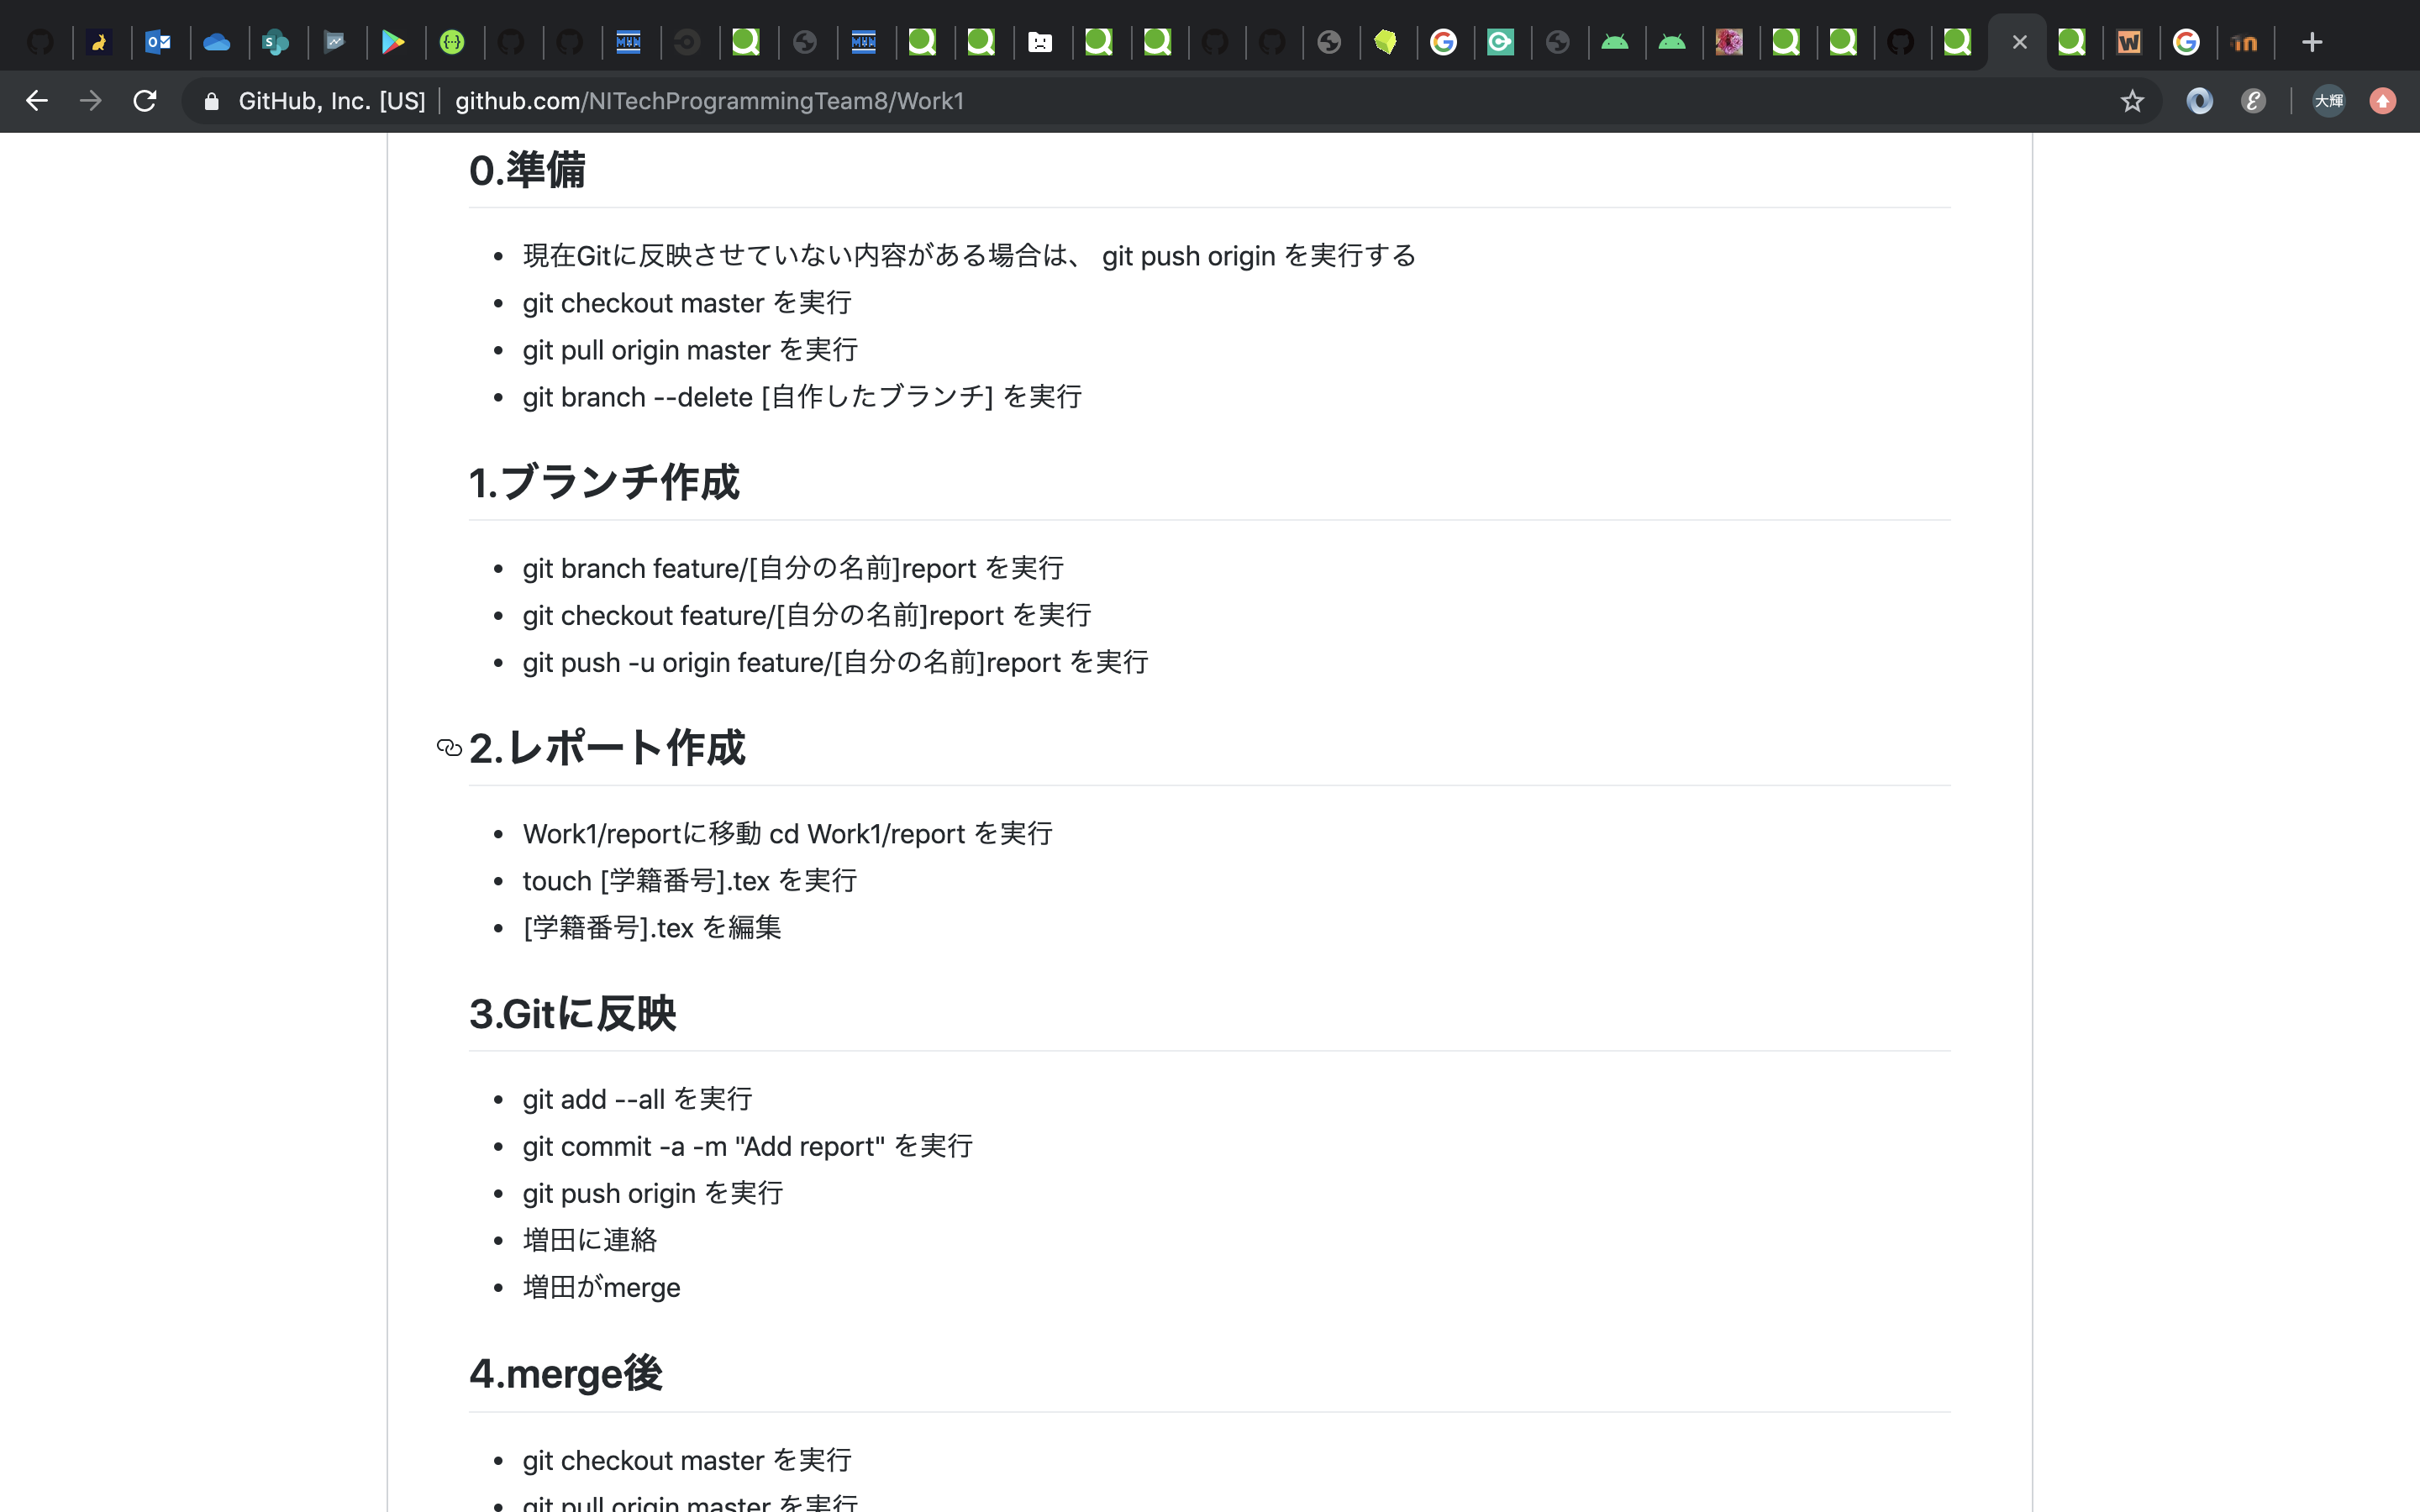 GitHub, Inc. [US] github.com/NITechProgrammingTeam8/Work1
大輝
0.準備
現在Gitに反映させていない内容がある場合は、 git push origin を実行する
git checkout master を実行
git pull origin master を実行
git branch --delete [自作したブランチ] を実行
1.ブランチ作成
git branch feature/[自分の名前]report を実行
git checkout feature/[自分の名前]report を実行
git push -u origin feature/[自分の名前]report を実行
2.レポート作成
Work1/reportに移動 cd Work1/report を実行
touch [学籍番号].tex を実行
[学籍番号].tex を編集
3.Gitに反映
git add --all を実行
git commit -a -m "Add report" を実行
git push origin を実行
増田に連絡
増田がmerge
4.merge後
git checkout master を実行
git pull origin master を実行